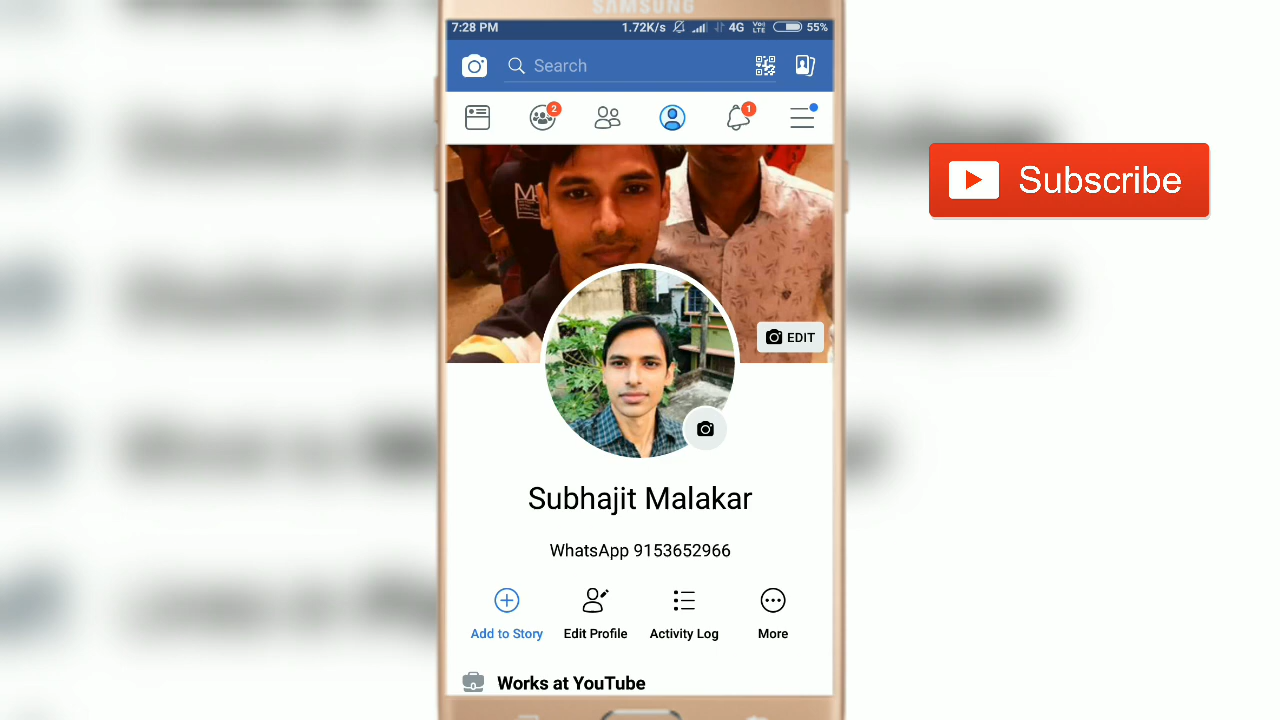 SAMSUNG
7:28 PM 1.72K/s 4G VoLTE 55%
Search
2 1
EDIT
Subhajit Malakar
WhatsApp 9153652966
Add to Story Edit Profile Activity Log More
Works at YouTube
Subscribe